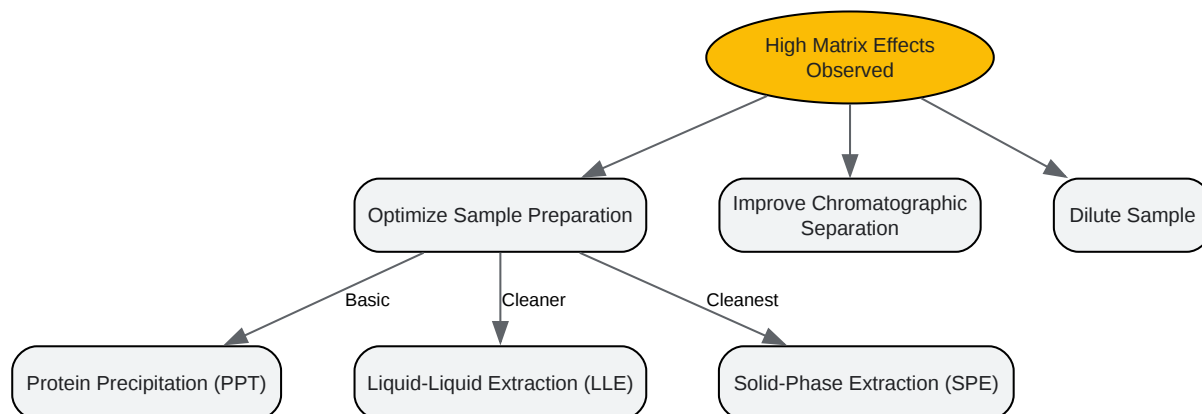 High Matrix Effects
Observed
Optimize Sample Preparation
Improve Chromatographic
Separation
Dilute Sample
Basic
Cleaner
Cleanest
Protein Precipitation (PPT)
Liquid-Liquid Extraction (LLE)
Solid-Phase Extraction (SPE)